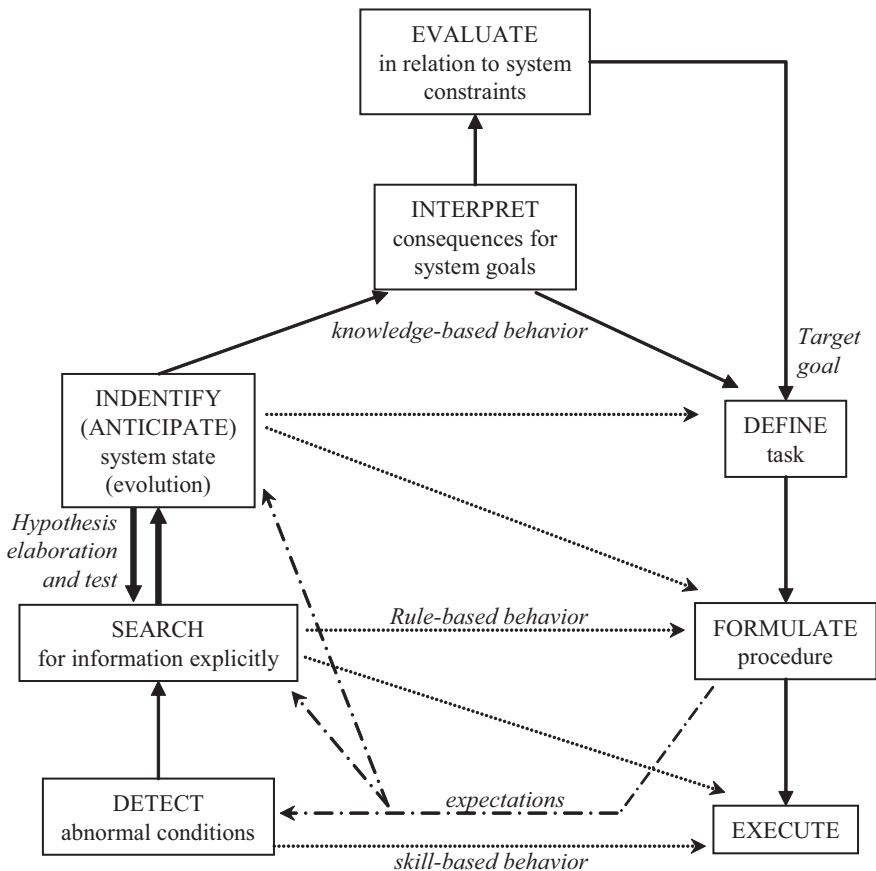 EVALUATE
in relation to system
constraints
INTERPRET
consequences for
system goals
knowledge-based behavior
Target
goal
INDENTIFY
(ANTICIPATE)
system state
(evolution)
DEFINE
task
Hypothesis
elaboration
and test
SEARCH
for information explicitly
Rule-based behavior
FORMULATE
procedure
DETECT
abnormal conditions
expectations
EXECUTE
skill-based behavior